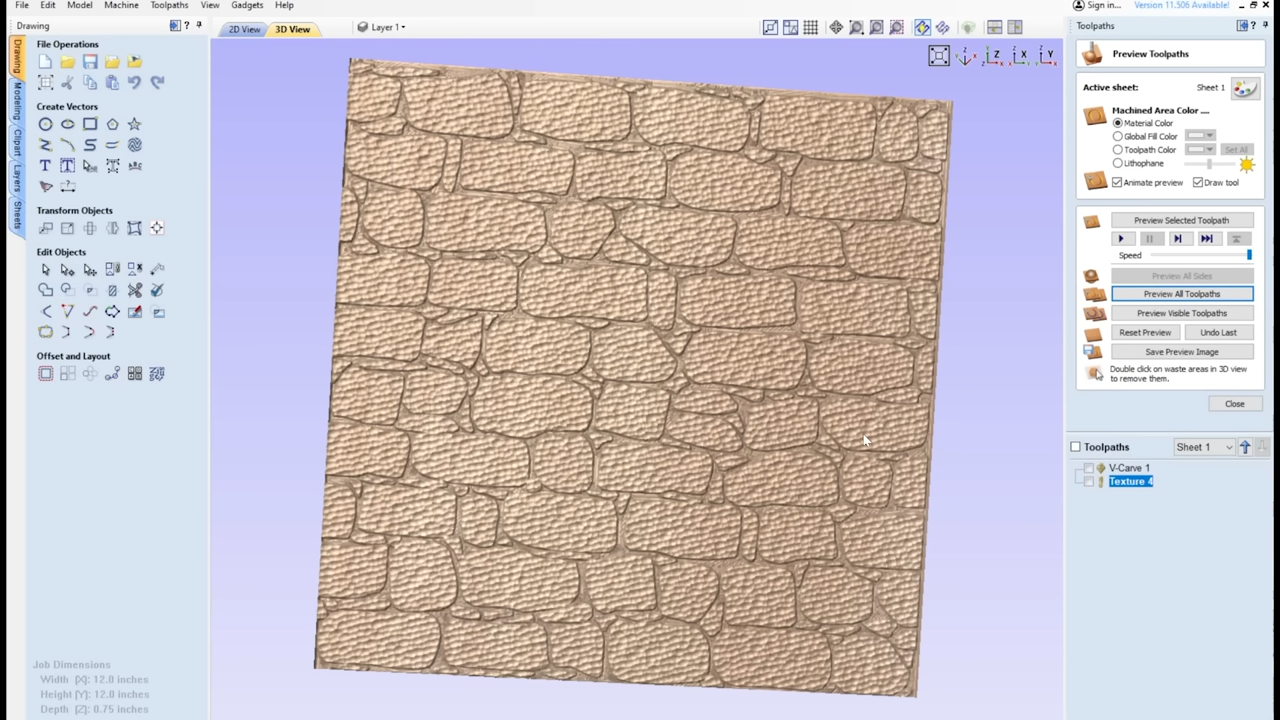 File Edit Model Machine Toolpaths View Gadgets Help
Sign in... Version 11.506 Available!
Drawing
2D View 3D View Layer 1
Toolpaths
Drawing
Modeling
Clipart
Layers
Sheets
File Operations
Create Vectors
Transform Objects
Edit Objects
Offset and Layout
Job Dimensions
Width [X]: 12.0 inches
Height [Y]: 12.0 inches
Depth [Z]: 0.75 inches
Z X Y
Preview Toolpaths
Active sheet: Sheet 1
Machined Area Color ....
Material Color
Global Fill Color
Toolpath Color Set All
Lithophane
Animate preview Draw tool
Preview Selected Toolpath
Speed
Preview All Sides
Preview All Toolpaths
Preview Visible Toolpaths
Reset Preview Undo Last
Save Preview Image
Double click on waste areas in 3D view
to remove them.
Close
Toolpaths Sheet 1
V-Carve 1
Texture 4